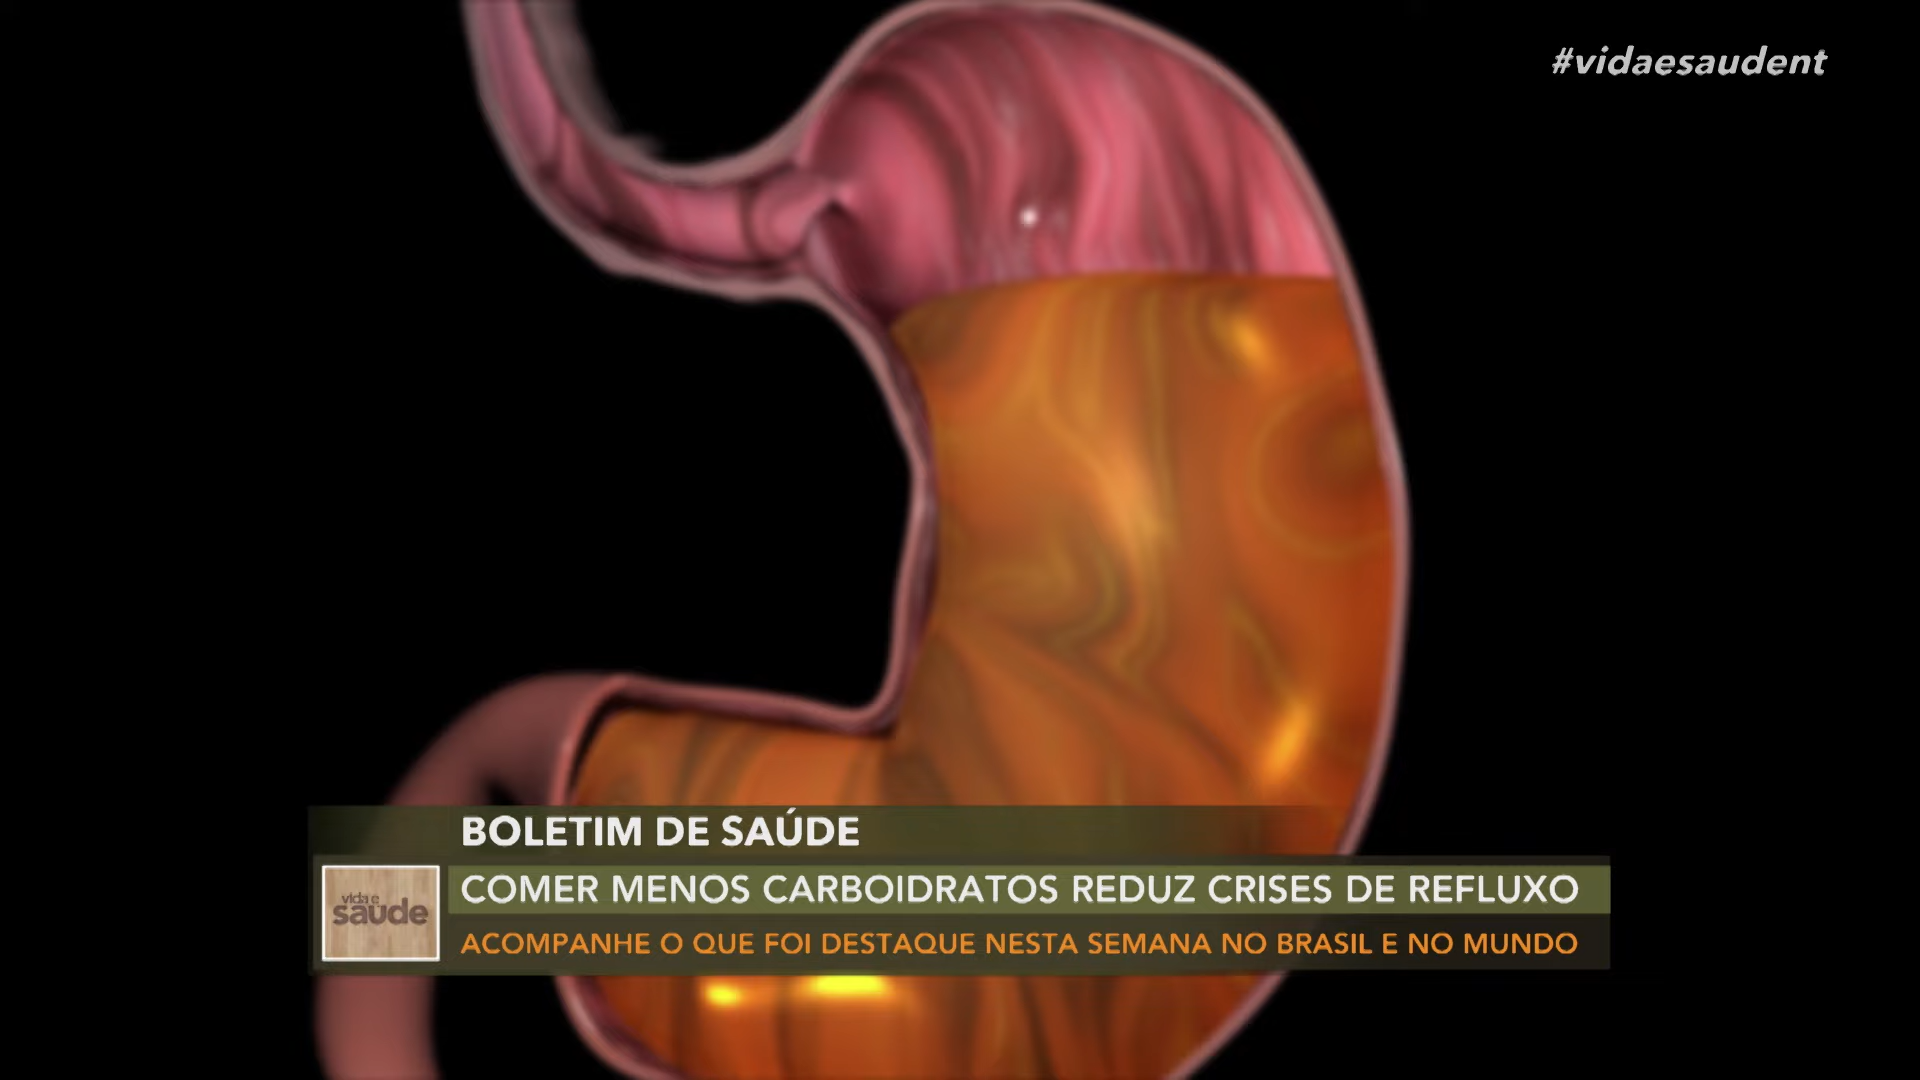 #vidaesaudent
BOLETIM DE SAÚDE
vida e
saúde
COMER MENOS CARBOIDRATOS REDUZ CRISES DE REFLUXO
ACOMPANHE O QUE FOI DESTAQUE NESTA SEMANA NO BRASIL E NO MUNDO